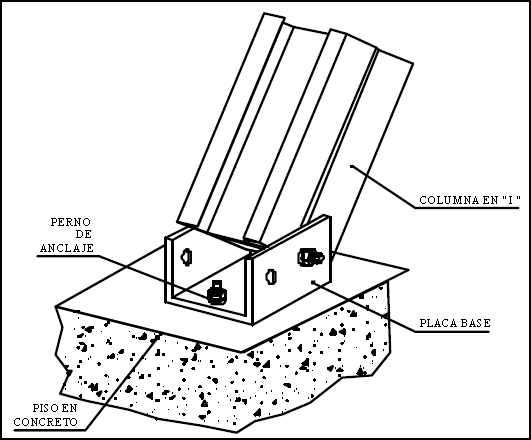 COLUMNA EN "I"
PERNO
DE
ANCLAJE
PLACA BASE
PISO EN
CONCRETO